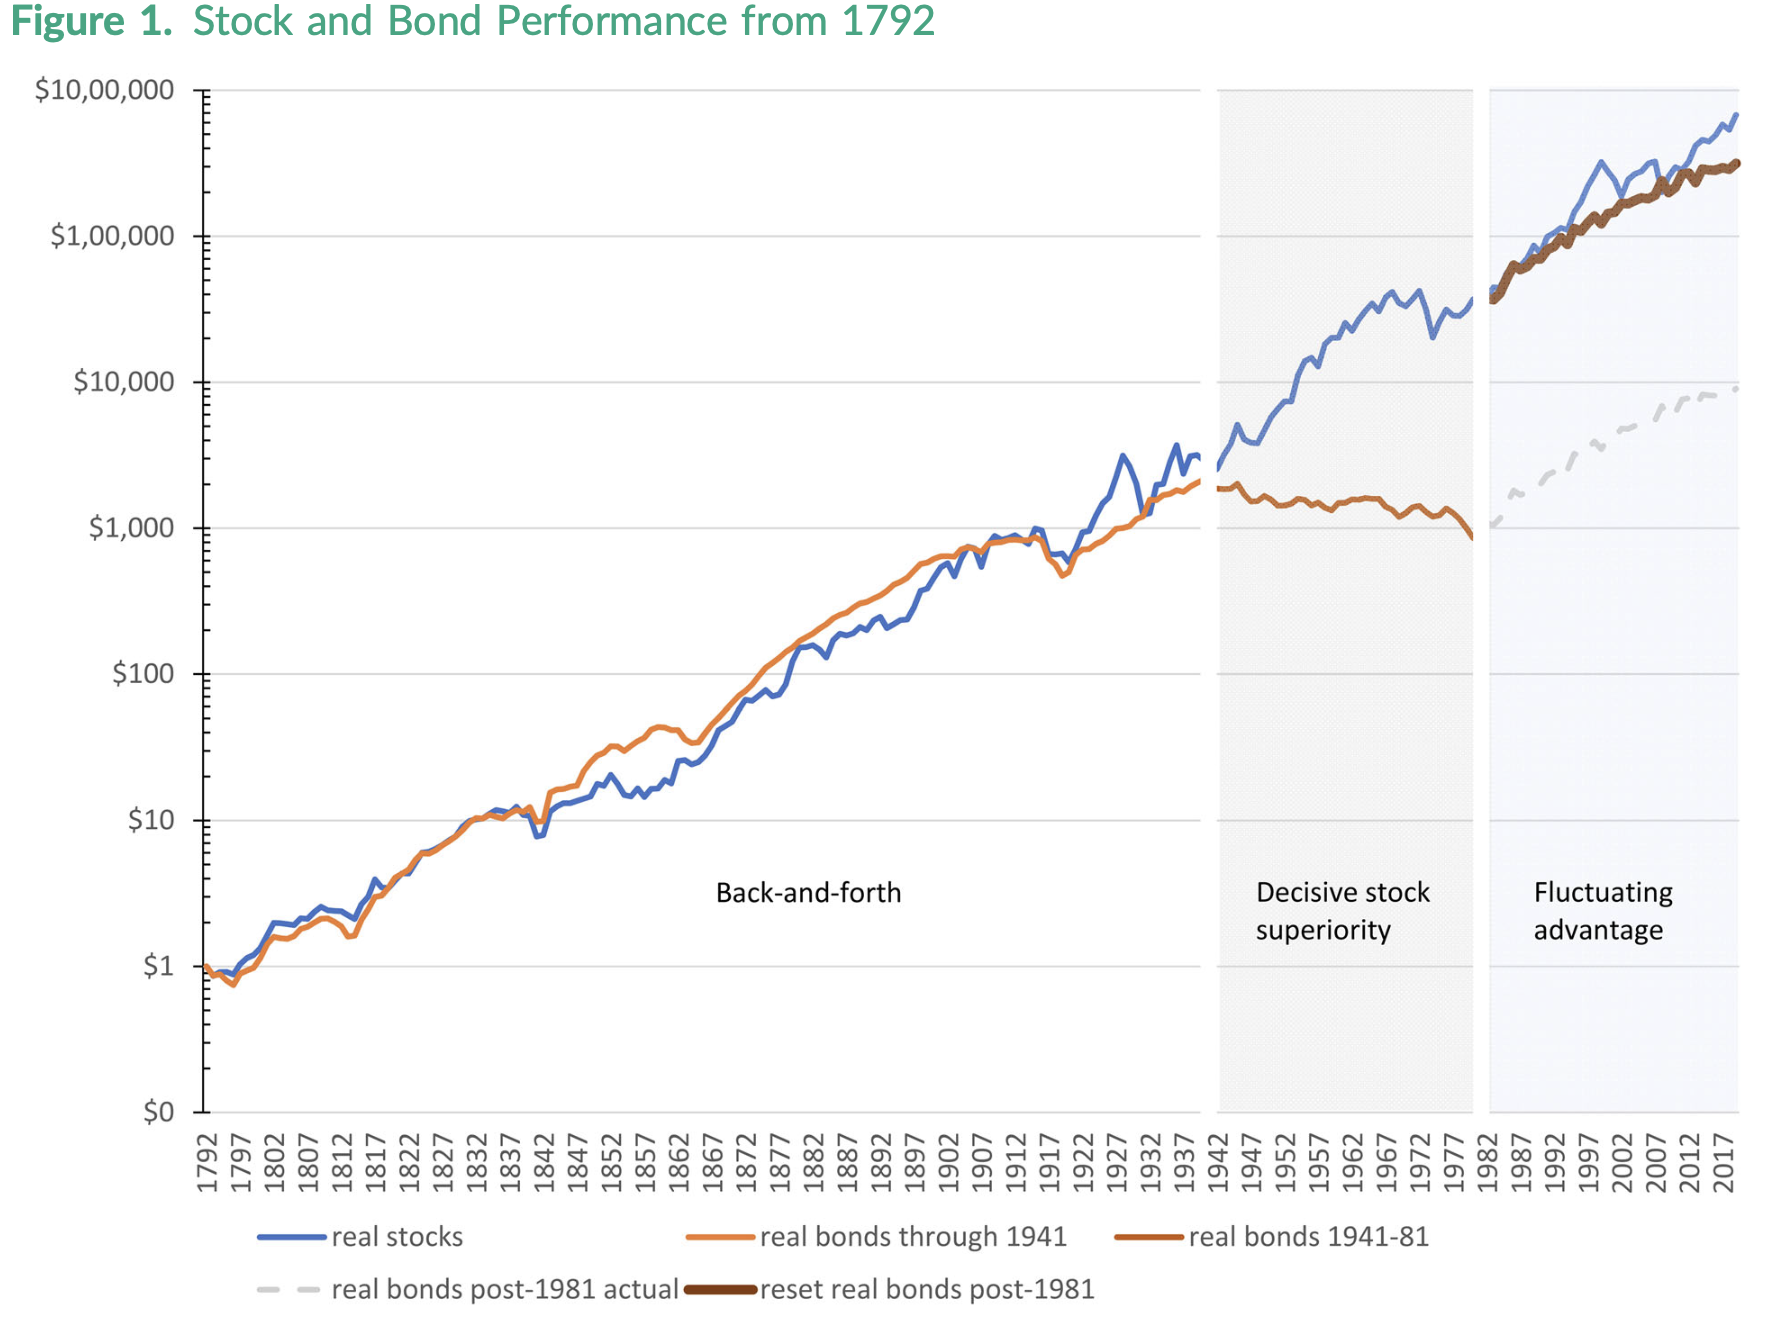 Figure 1. Stock and Bond Performance from 1792
$10,00,000
$1,00,000
$10,000
$1,000
$100
$10
$1
$0
Back-and-forth
Decisive stock
superiority
Fluctuating
advantage
1792 1797 1802 1807 1812 1817 1822 1827 1832 1837 1842 1847 1852 1857 1862 1867 1872 1877 1882 1887 1892 1897 1902 1907 1912 1917 1922 1927 1932 1937 1942 1947 1952 1957 1962 1967 1972 1977 1982 1987 1992 1997 2002 2007 2012 2017
real stocks real bonds through 1941 real bonds 1941-81
real bonds post-1981 actual reset real bonds post-1981